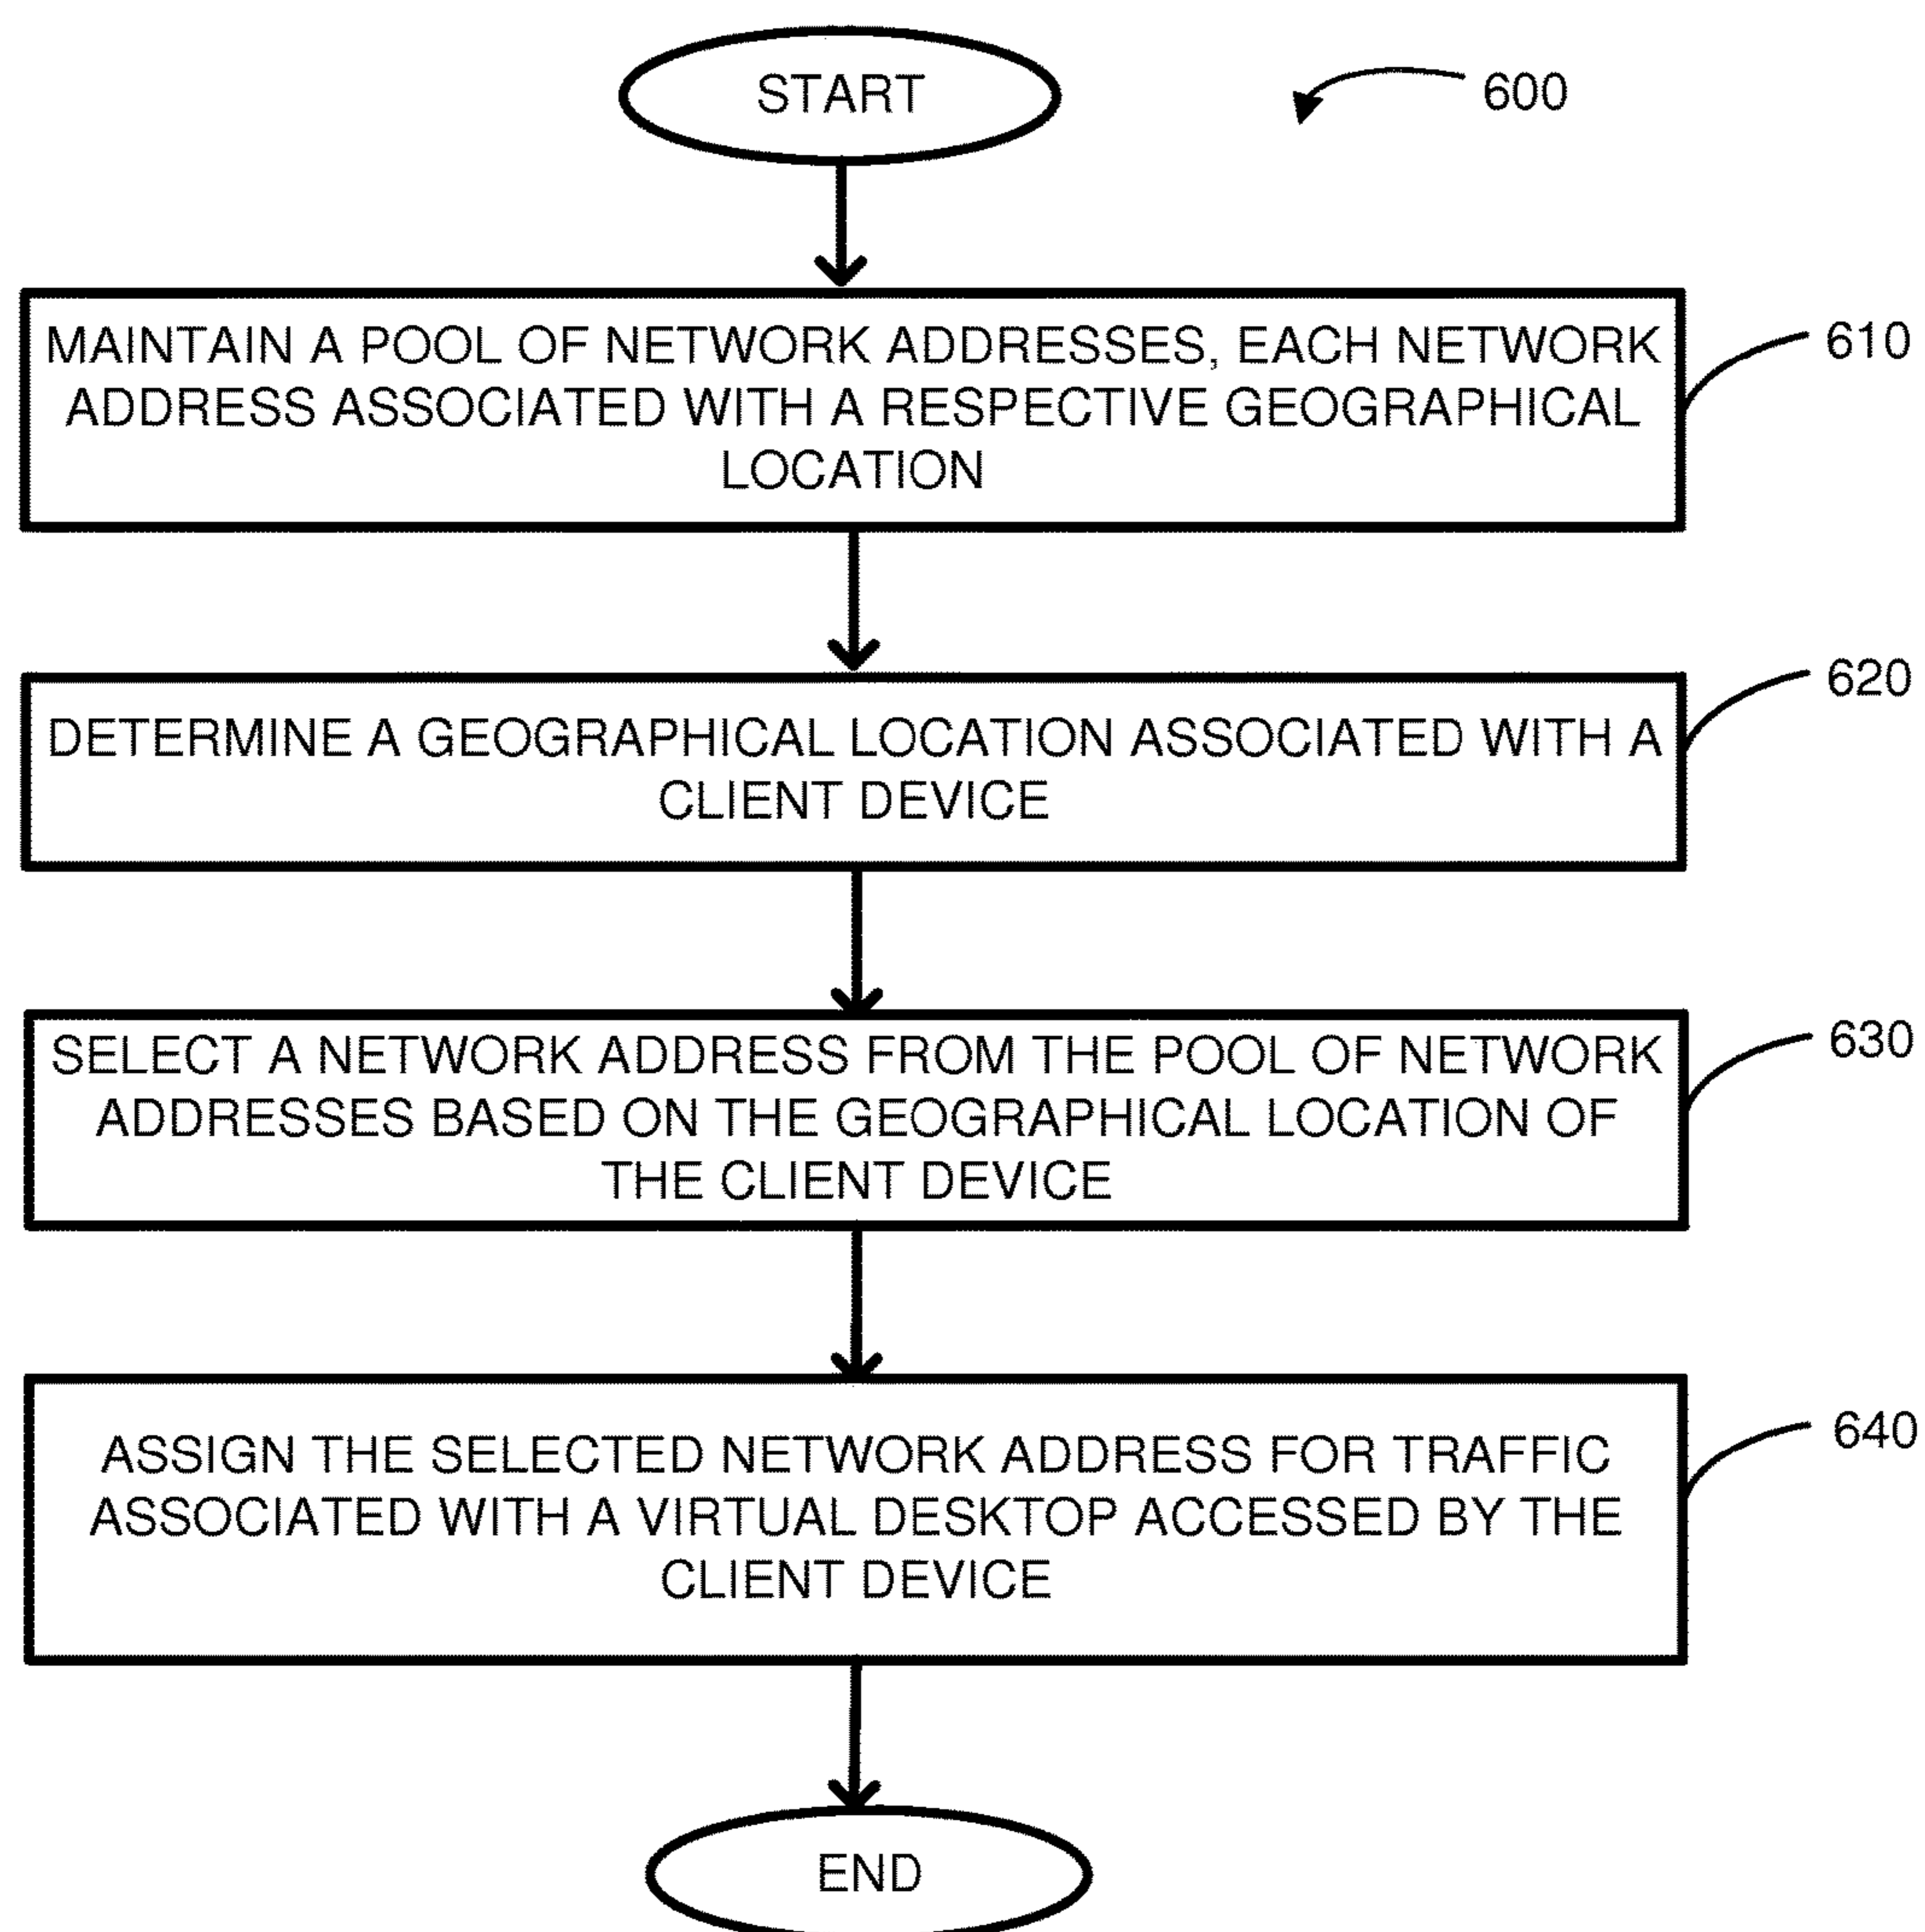 START
600
MAINTAIN A POOL OF NETWORK ADDRESSES, EACH NETWORK
ADDRESS ASSOCIATED WITH A RESPECTIVE GEOGRAPHICAL
LOCATION
610
DETERMINE A GEOGRAPHICAL LOCATION ASSOCIATED WITH A
CLIENT DEVICE
620
SELECT A NETWORK ADDRESS FROM THE POOL OF NETWORK
ADDRESSES BASED ON THE GEOGRAPHICAL LOCATION OF
THE CLIENT DEVICE
630
ASSIGN THE SELECTED NETWORK ADDRESS FOR TRAFFIC
ASSOCIATED WITH A VIRTUAL DESKTOP ACCESSED BY THE
CLIENT DEVICE
640
END